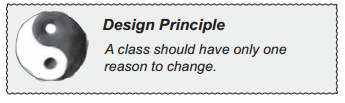 Design Principle
A class should have only one
reason to change.